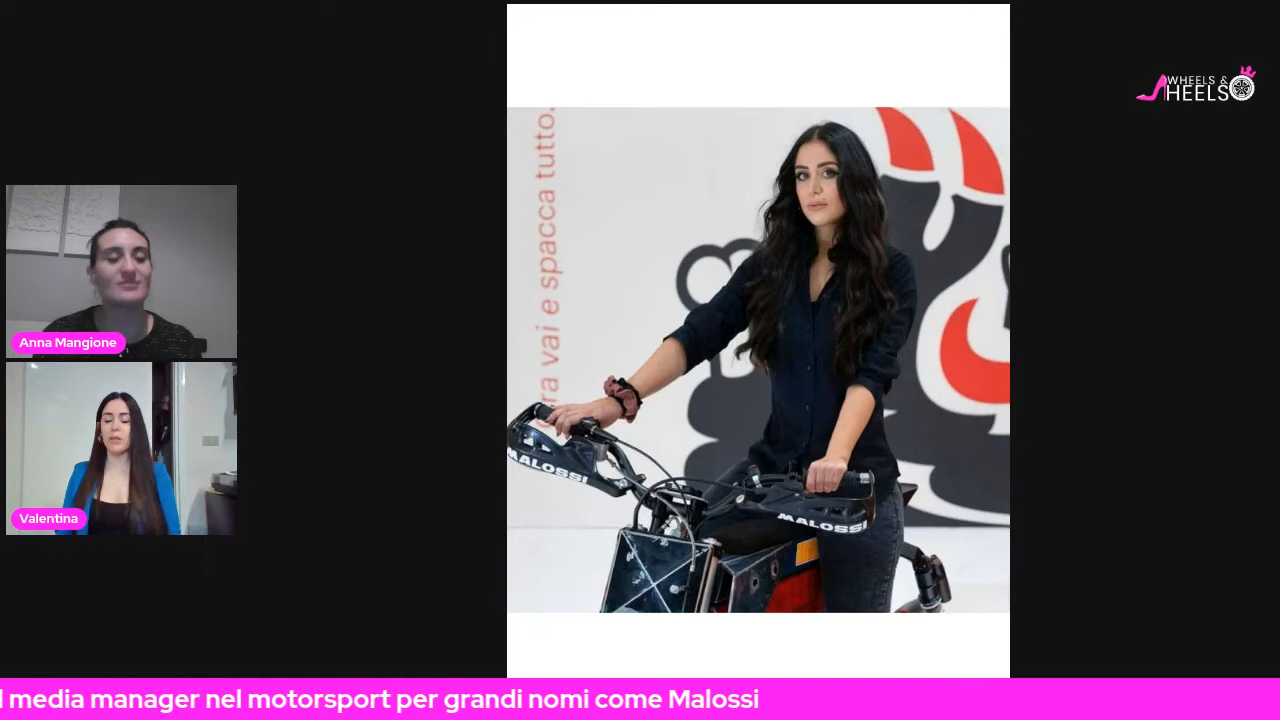 WHEELS &
HEELS
ra vai e spacca tutto.
Anna Mangione
MALOSSI
MALOSSI
Valentina
l media manager nel motorsport per grandi nomi come Malossi